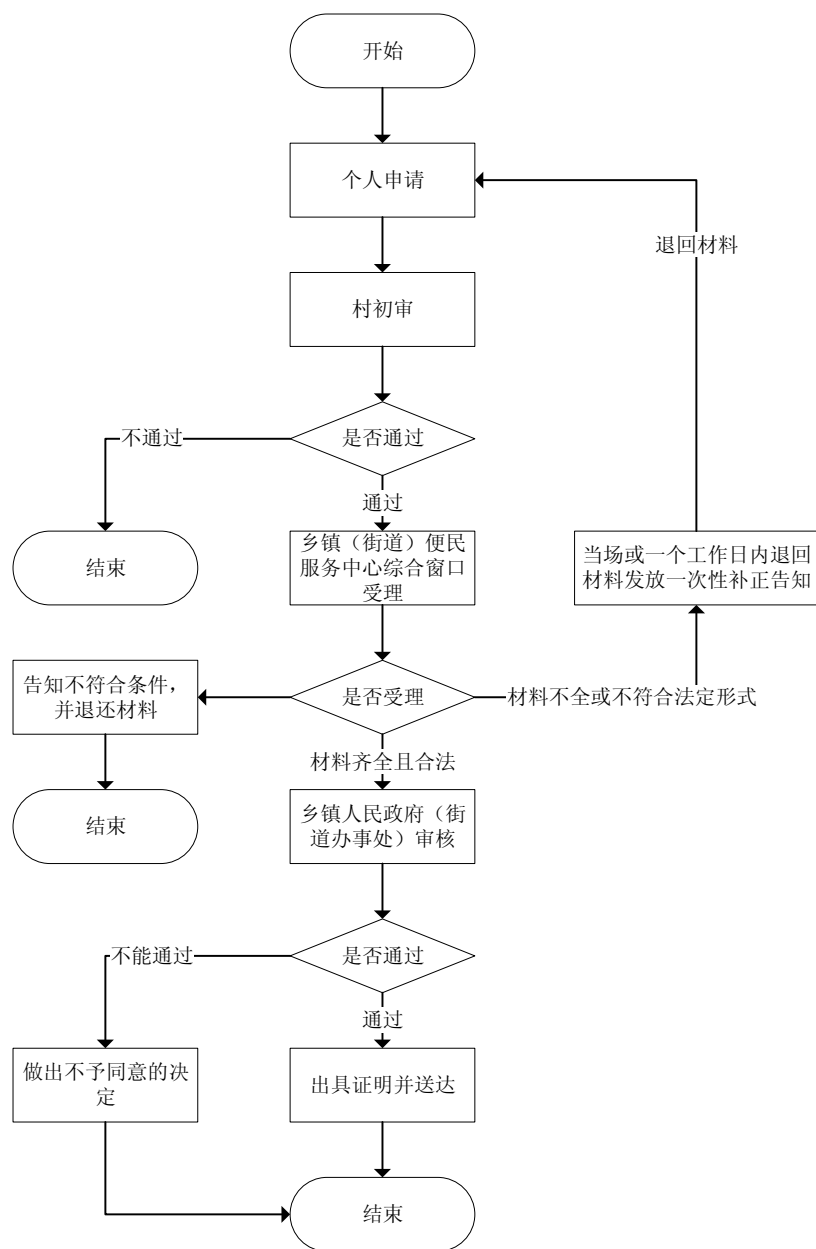 开始
个人申请
退回材料
村初审
不通过
是否通过
通过
结束
乡镇（街道）便民
服务中心综合窗口
受理
当场或一个工作日内退回
材料发放一次性补正告知
告知不符合条件，
并退还材料
是否受理
材料不全或不符合法定形式
材料齐全且合法
结束
乡镇人民政府（街
道办事处）审核
不能通过
是否通过
通过
做出不予同意的决
定
出具证明并送达
结束